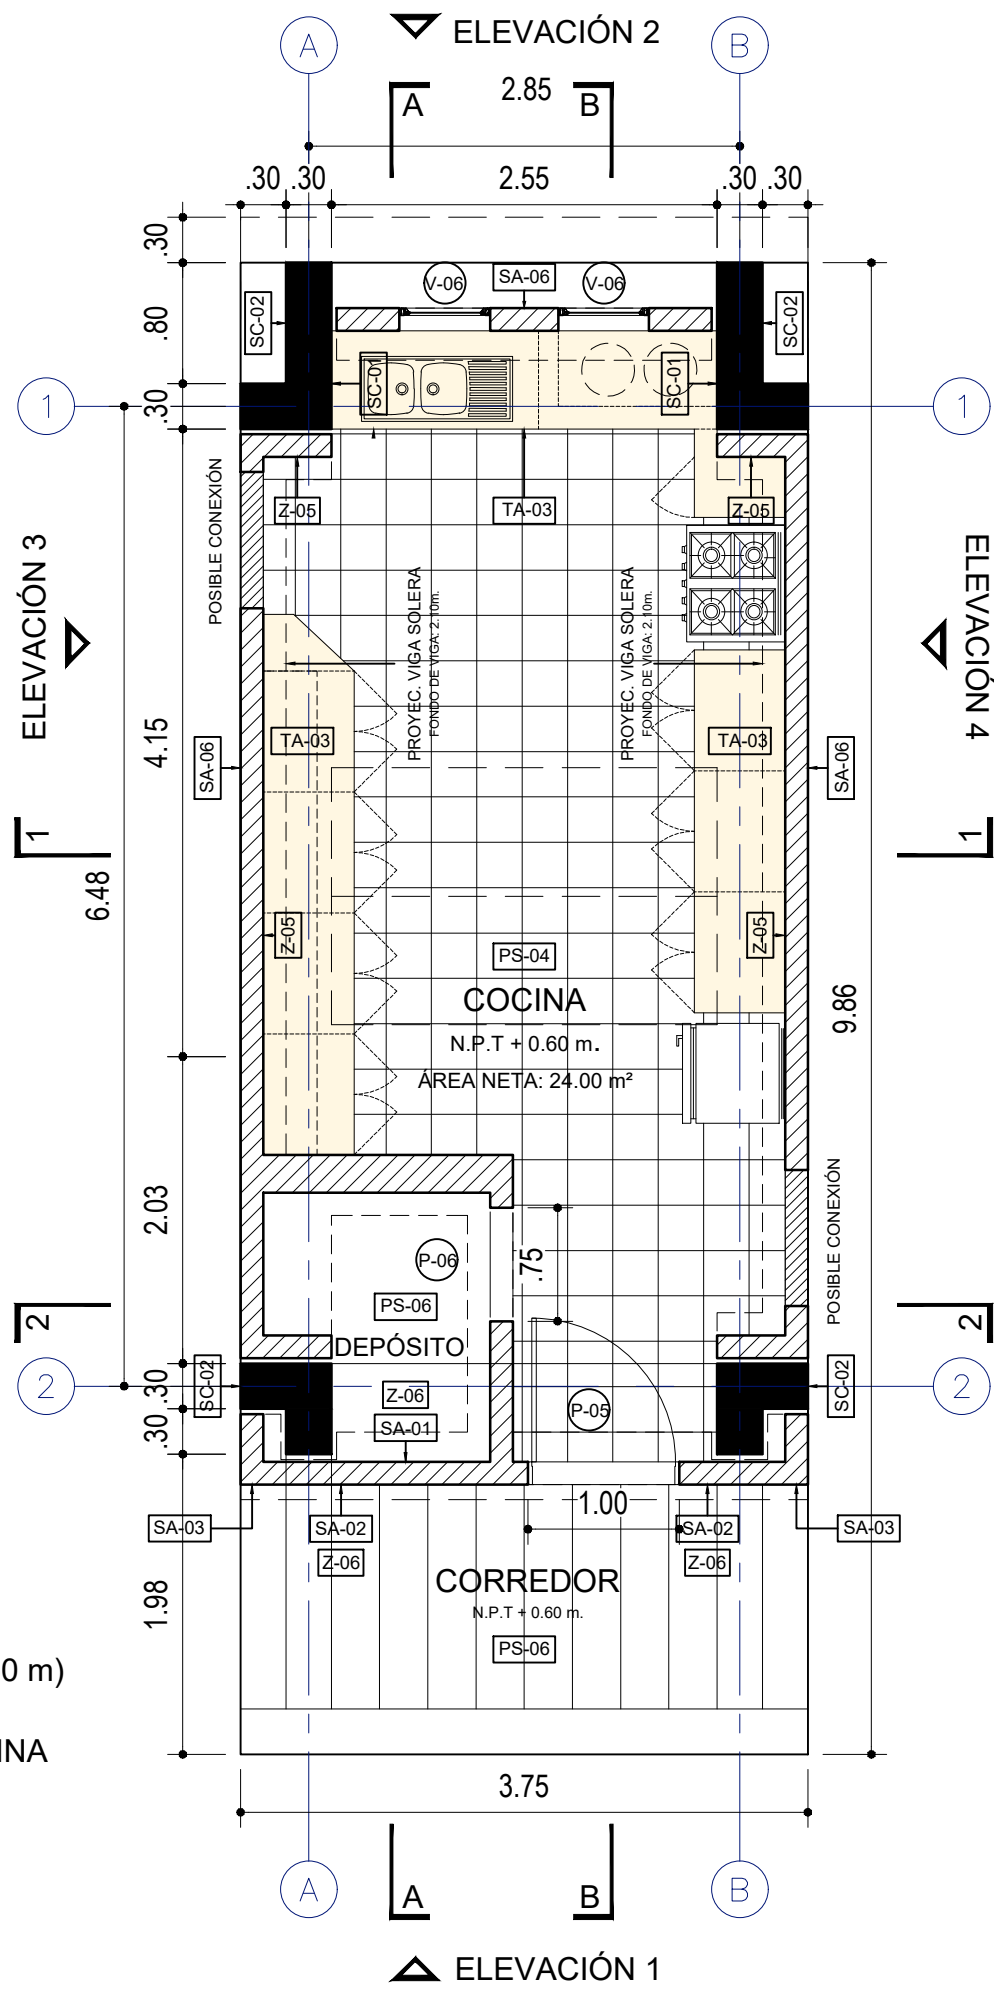 ELEVACIÓN 2
A
B
A
2.85
B
.30
.30
2.55
.30
.30
.30
V-06
SA-06
V-06
SC-02
SC-02
.80
SC-01
1
.30
1
POSIBLE CONEXIÓN
Z-05
TA-03
Z-05
ELEVACIÓN 3
PROYEC. VIGA SOLERA
FONDO DE VIGA: 2.10m.
PROYEC. VIGA SOLERA
FONDO DE VIGA: 2.10m.
ELEVACIÓN 4
4.15
TA-03
TA-03
SA-06
SA-06
1
1
6.48
Z-05
Z-05
PS-04
COCINA
N.P.T + 0.60 m.
ÁREA NETA: 24.00 m²
9.86
2.03
POSIBLE CONEXIÓN
.75
P-06
PS-06
DEPÓSITO
2
2
2
.30
SC-02
SC-02
2
Z-06
P-05
.30
SA-01
1.00
SA-03
SA-02
SA-02
SA-03
Z-06
Z-06
1.98
CORREDOR
N.P.T + 0.60 m.
PS-06
0 m)
INA
3.75
A
A
B
B
ELEVACIÓN 1